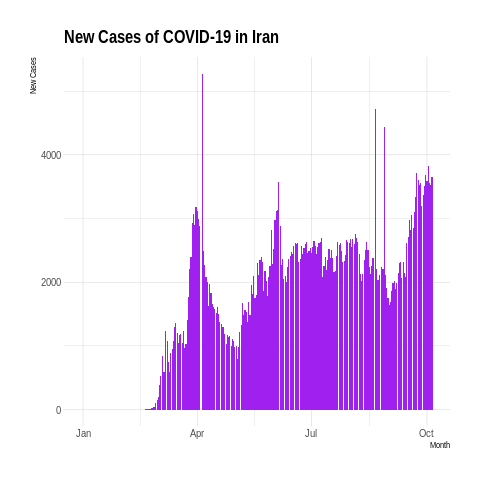 New Cases of COVID-19 in Iran
New Cases
4000
2000
0
Jan Apr Jul Oct
Month